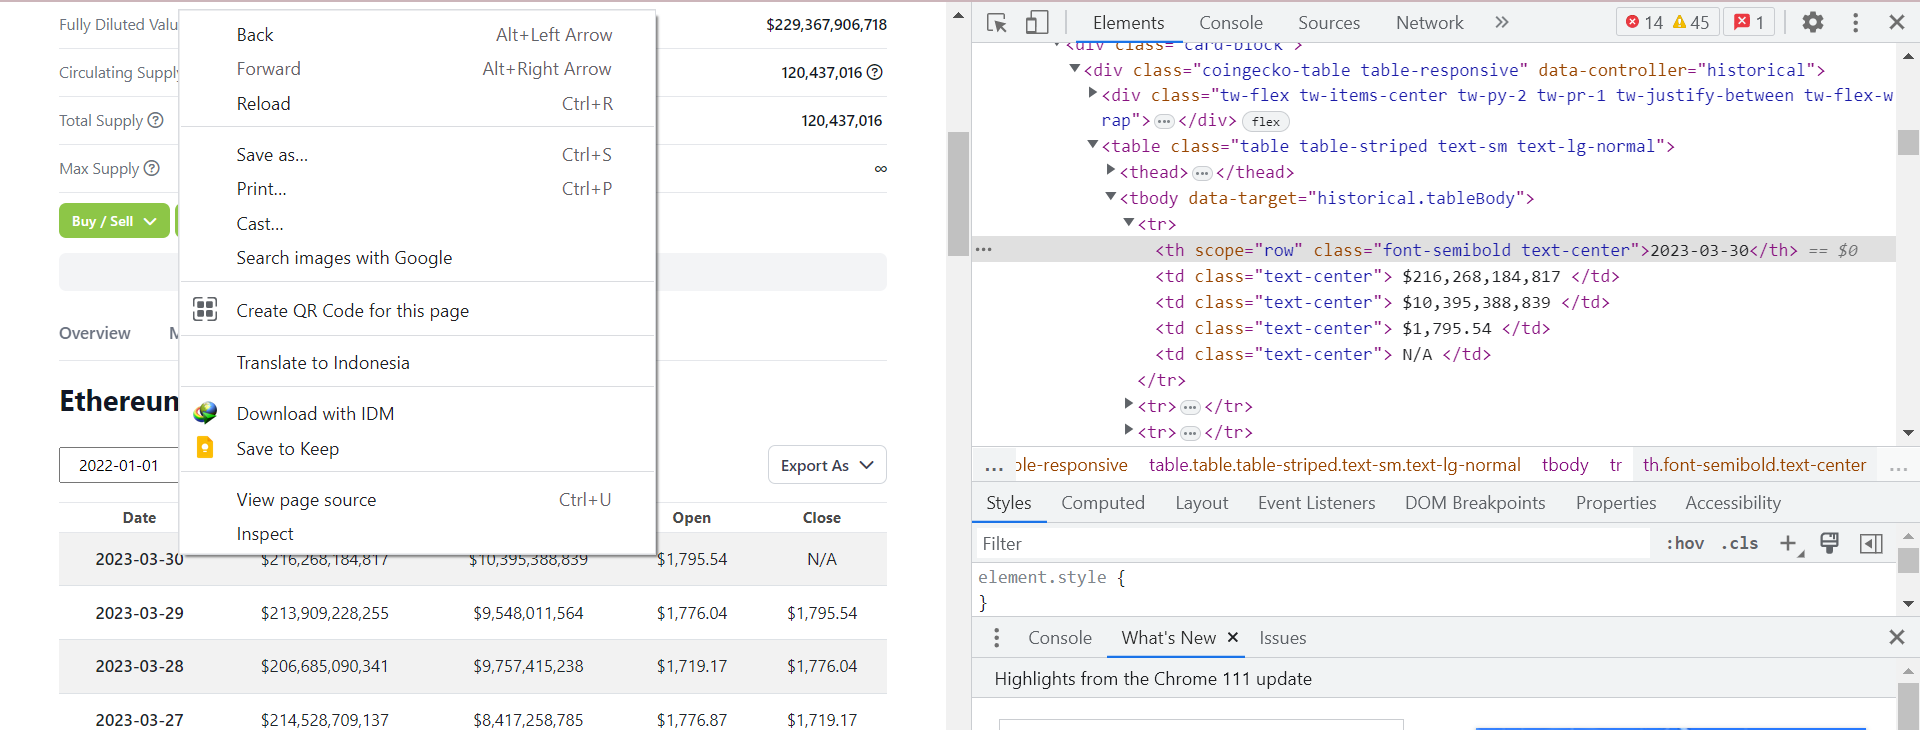 Fully Diluted Valu
$229,367,906,718
Circulating Supply
120,437,016
Total Supply
120,437,016
Max Supply
∞
Buy / Sell
Overview
Ethereun
2022-01-01
Export As
Date
Open
Close
2023-03-30
$216,268,184,817
$10,395,388,839
$1,795.54
N/A
2023-03-29
$213,909,228,255
$9,548,011,564
$1,776.04
$1,795.54
2023-03-28
$206,685,090,341
$9,757,415,238
$1,719.17
$1,776.04
2023-03-27
$214,528,709,137
$8,417,258,785
$1,776.87
$1,719.17
Back Alt+Left Arrow
Forward Alt+Right Arrow
Reload Ctrl+R
Save as... Ctrl+S
Print... Ctrl+P
Cast...
Search images with Google
Create QR Code for this page
Translate to Indonesia
Download with IDM
Save to Keep
View page source Ctrl+U
Inspect
Elements Console Sources Network » 14 45 1
<div class="card-block">
<div class="coingecko-table table-responsive" data-controller="historical">
<div class="tw-flex tw-items-center tw-py-2 tw-pr-1 tw-justify-between tw-flex-w
rap"> ... </div> flex
<table class="table table-striped text-sm text-lg-normal">
<thead> ... </thead>
<tbody data-target="historical.tableBody">
<tr>
... <th scope="row" class="font-semibold text-center">2023-03-30</th> == $0
<td class="text-center"> $216,268,184,817 </td>
<td class="text-center"> $10,395,388,839 </td>
<td class="text-center"> $1,795.54 </td>
<td class="text-center"> N/A </td>
</tr>
<tr> ... </tr>
<tr> ... </tr>
... ble-responsive table.table.table-striped.text-sm.text-lg-normal tbody tr th.font-semibold.text-center ...
Styles Computed Layout Event Listeners DOM Breakpoints Properties Accessibility
Filter :hov .cls +
element.style {
}
Console What's New × Issues
Highlights from the Chrome 111 update